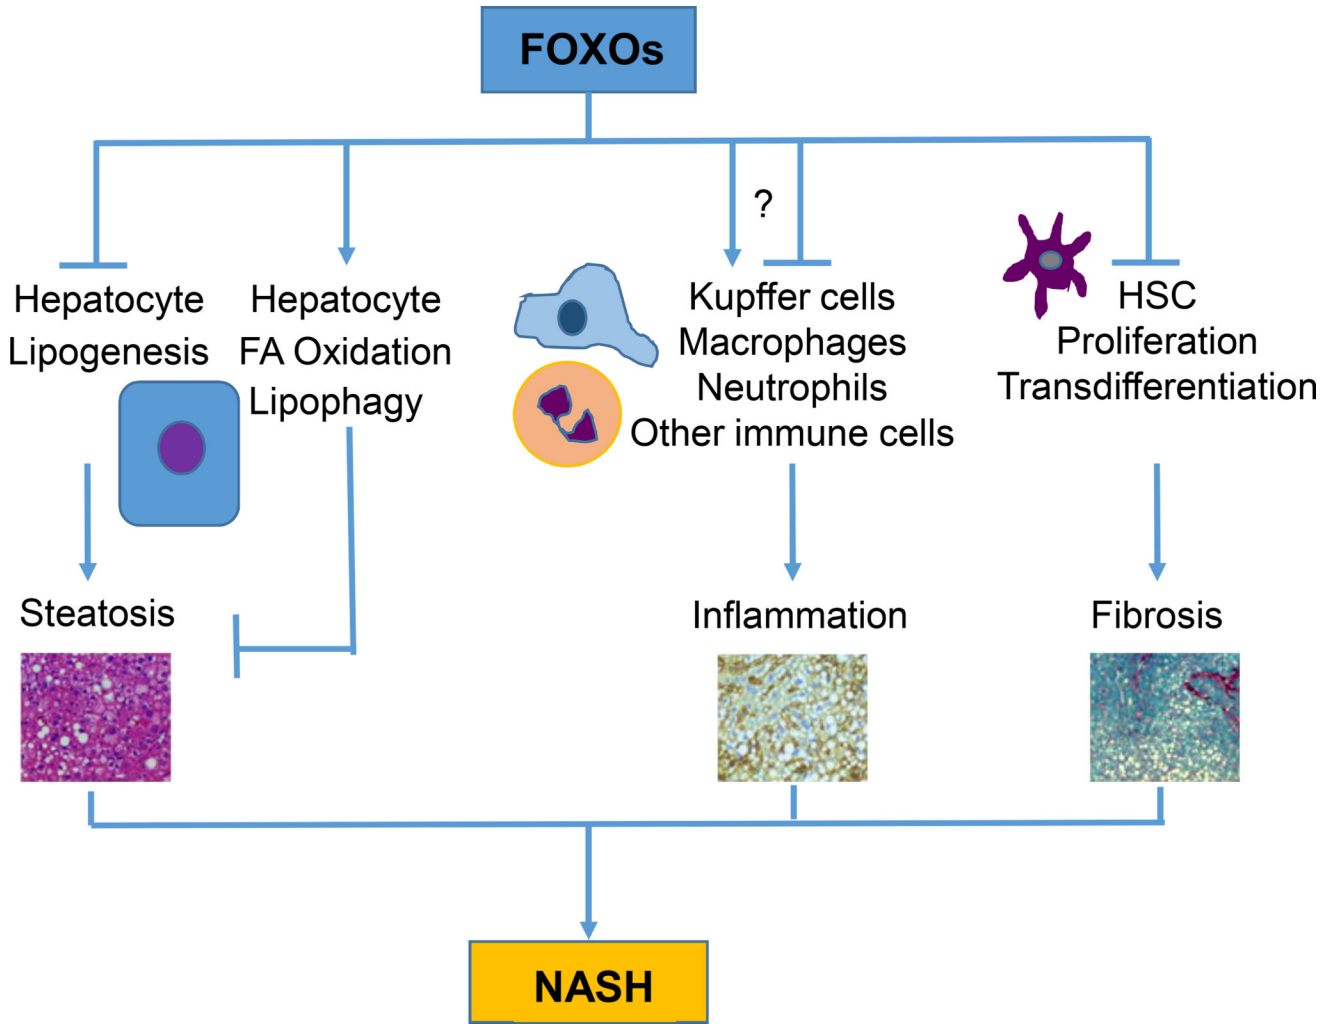 FOXOs
?
Hepatocyte
Lipogenesis
Hepatocyte
FA Oxidation
Lipophagy
Kupffer cells
Macrophages
Neutrophils
Other immune cells
HSC
Proliferation
Transdifferentiation
Steatosis
Inflammation
Fibrosis
NASH